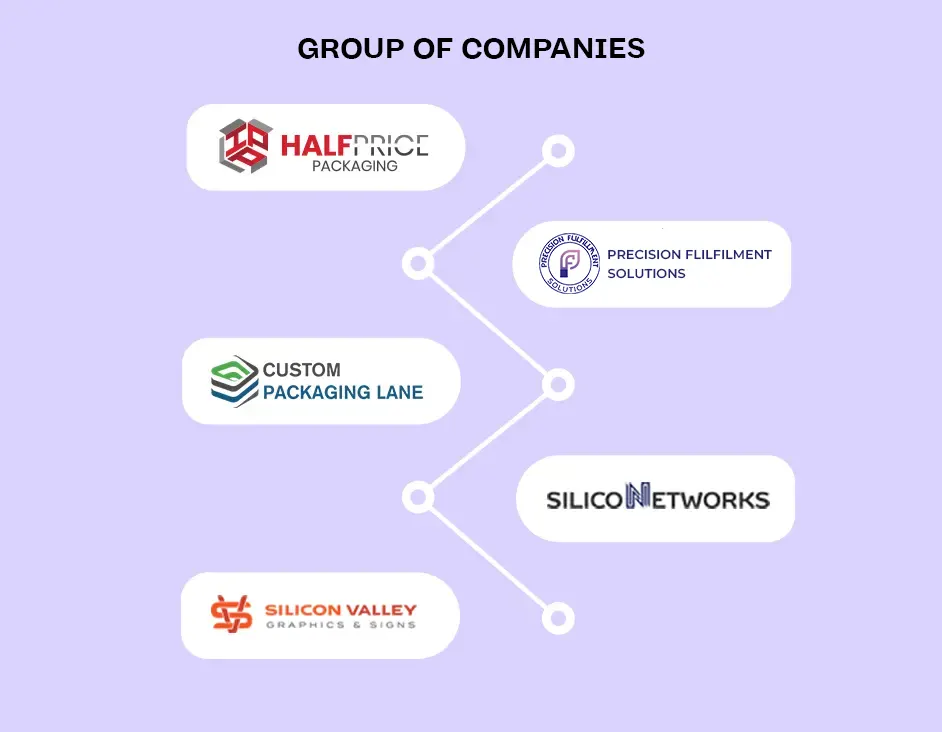 GROUP OF COMPANIES
HALFPRICE
PACKAGING
PRECISION FULFILLMENT
SOLUTIONS
PRECISION FLILFILMENT
SOLUTIONS
CUSTOM
PACKAGING LANE
SILICONETWORKS
SILICON VALLEY
GRAPHICS & SIGNS